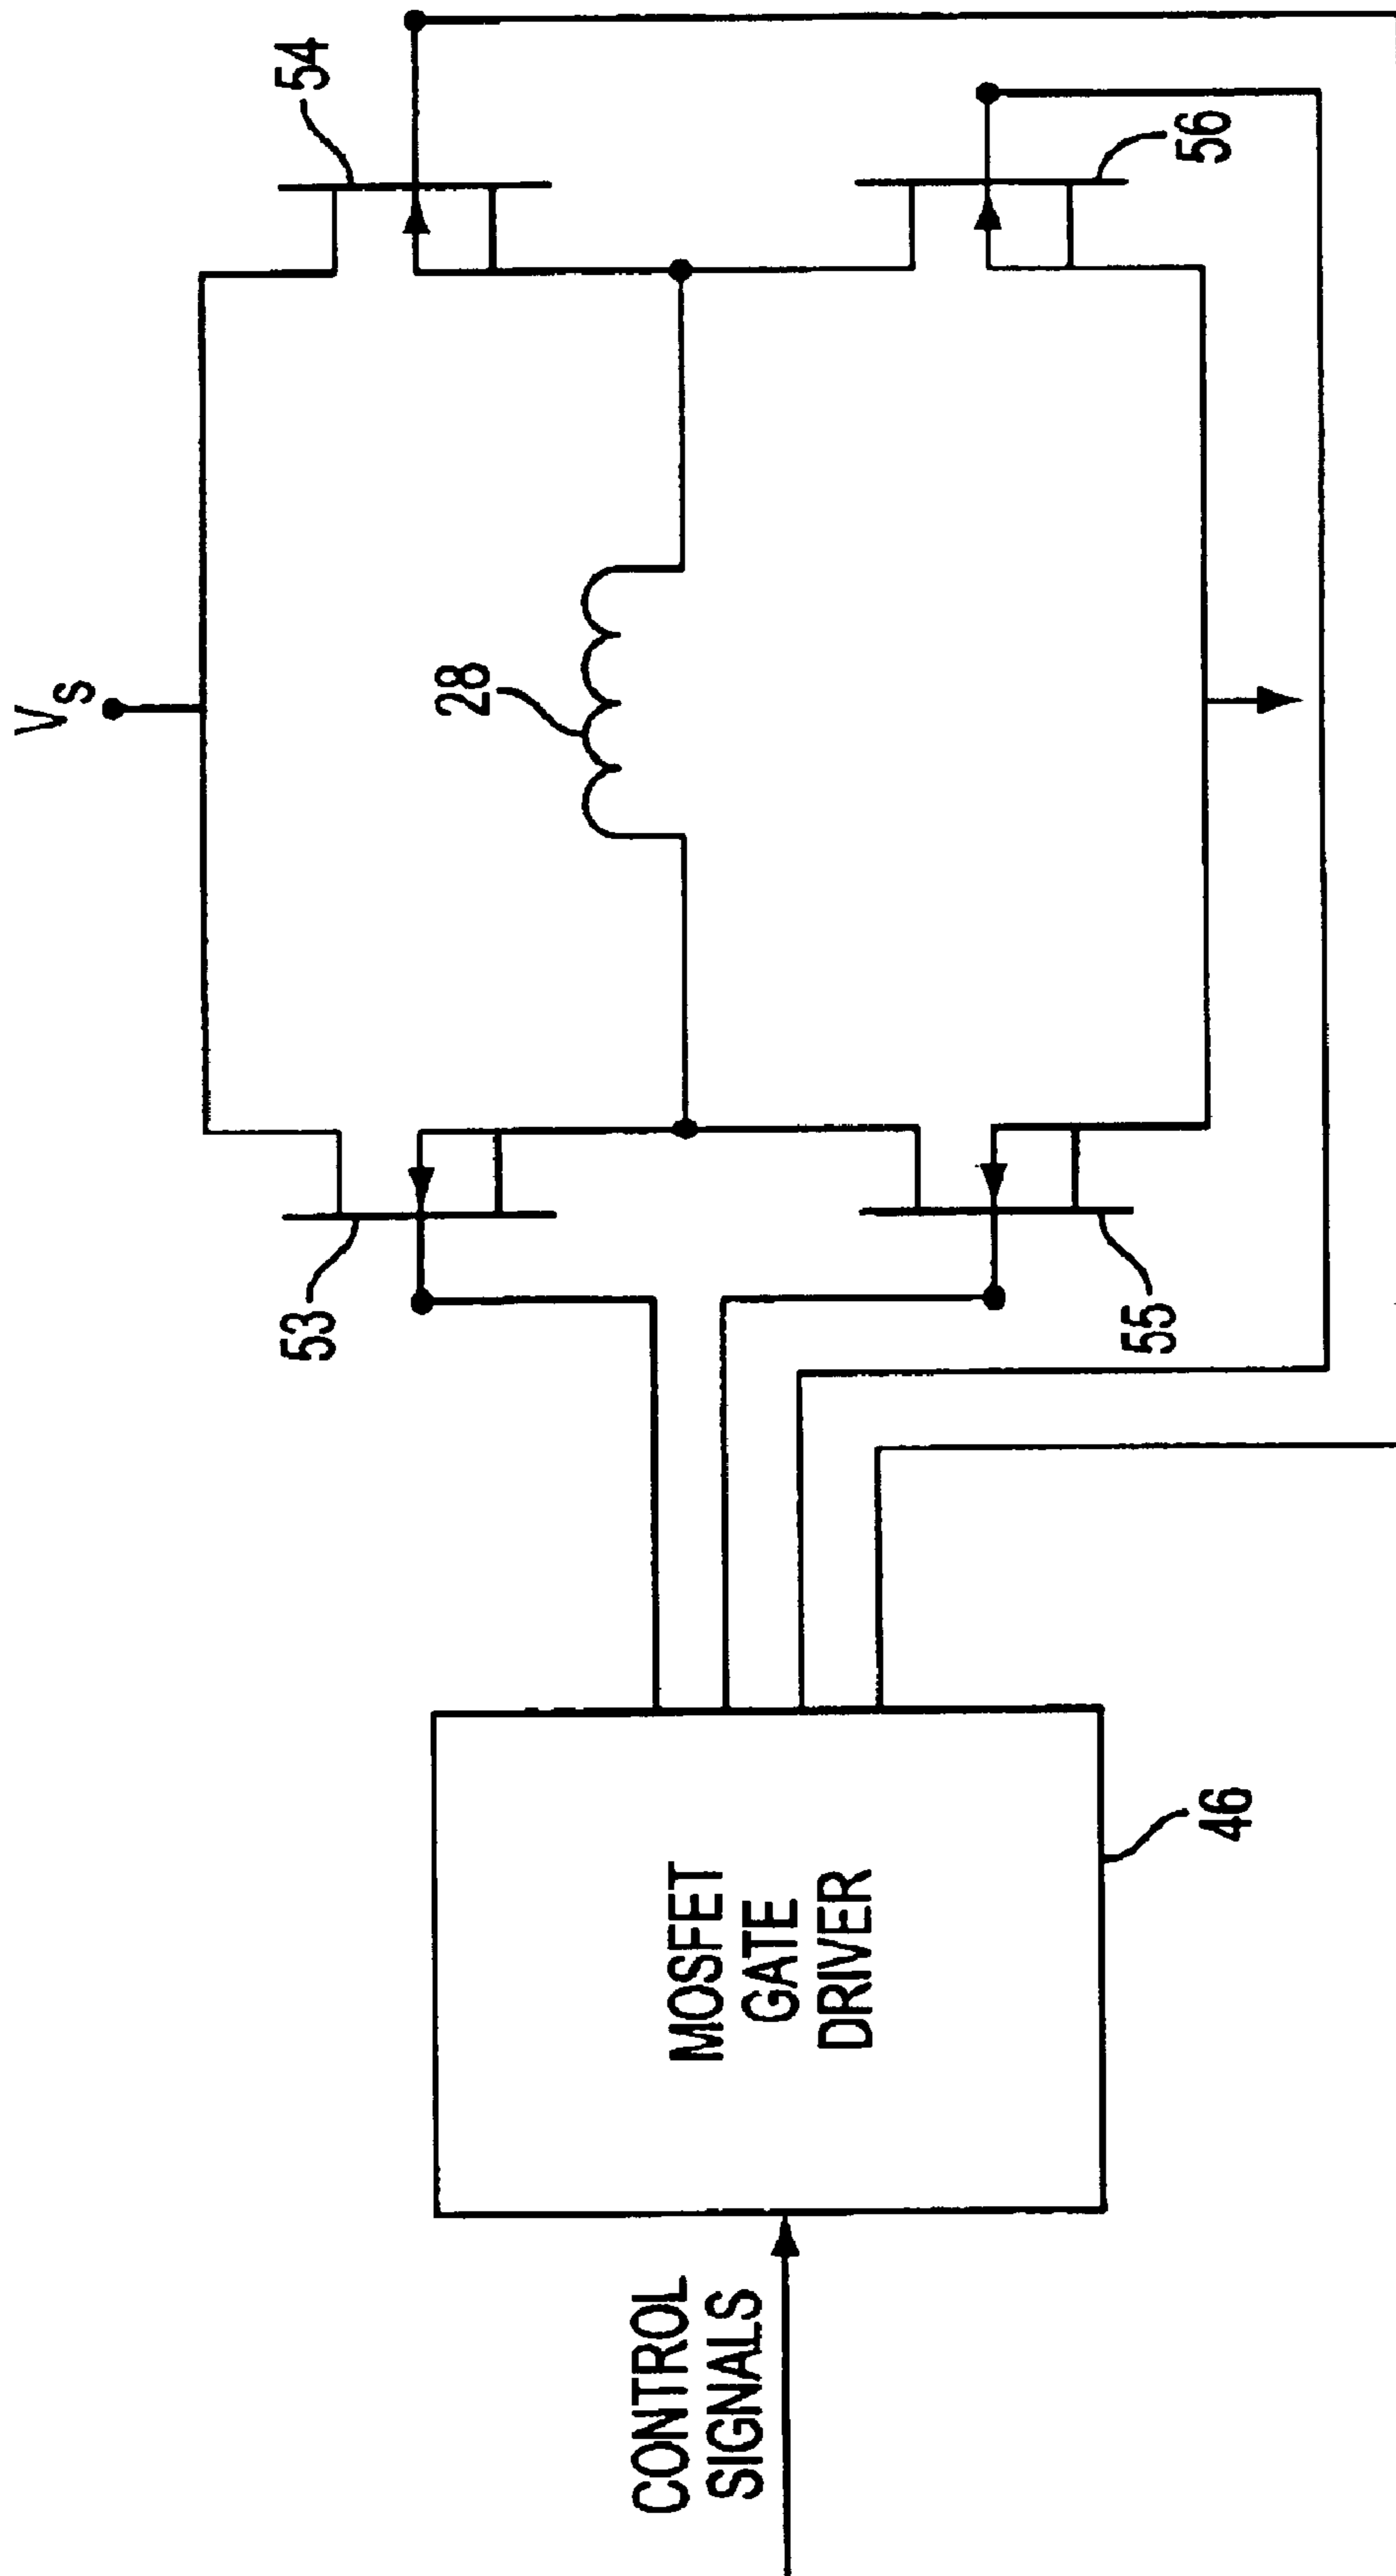 CONTROL
SIGNALS
MOSFET
GATE
DRIVER
46
53
55
V_S
28
54
56